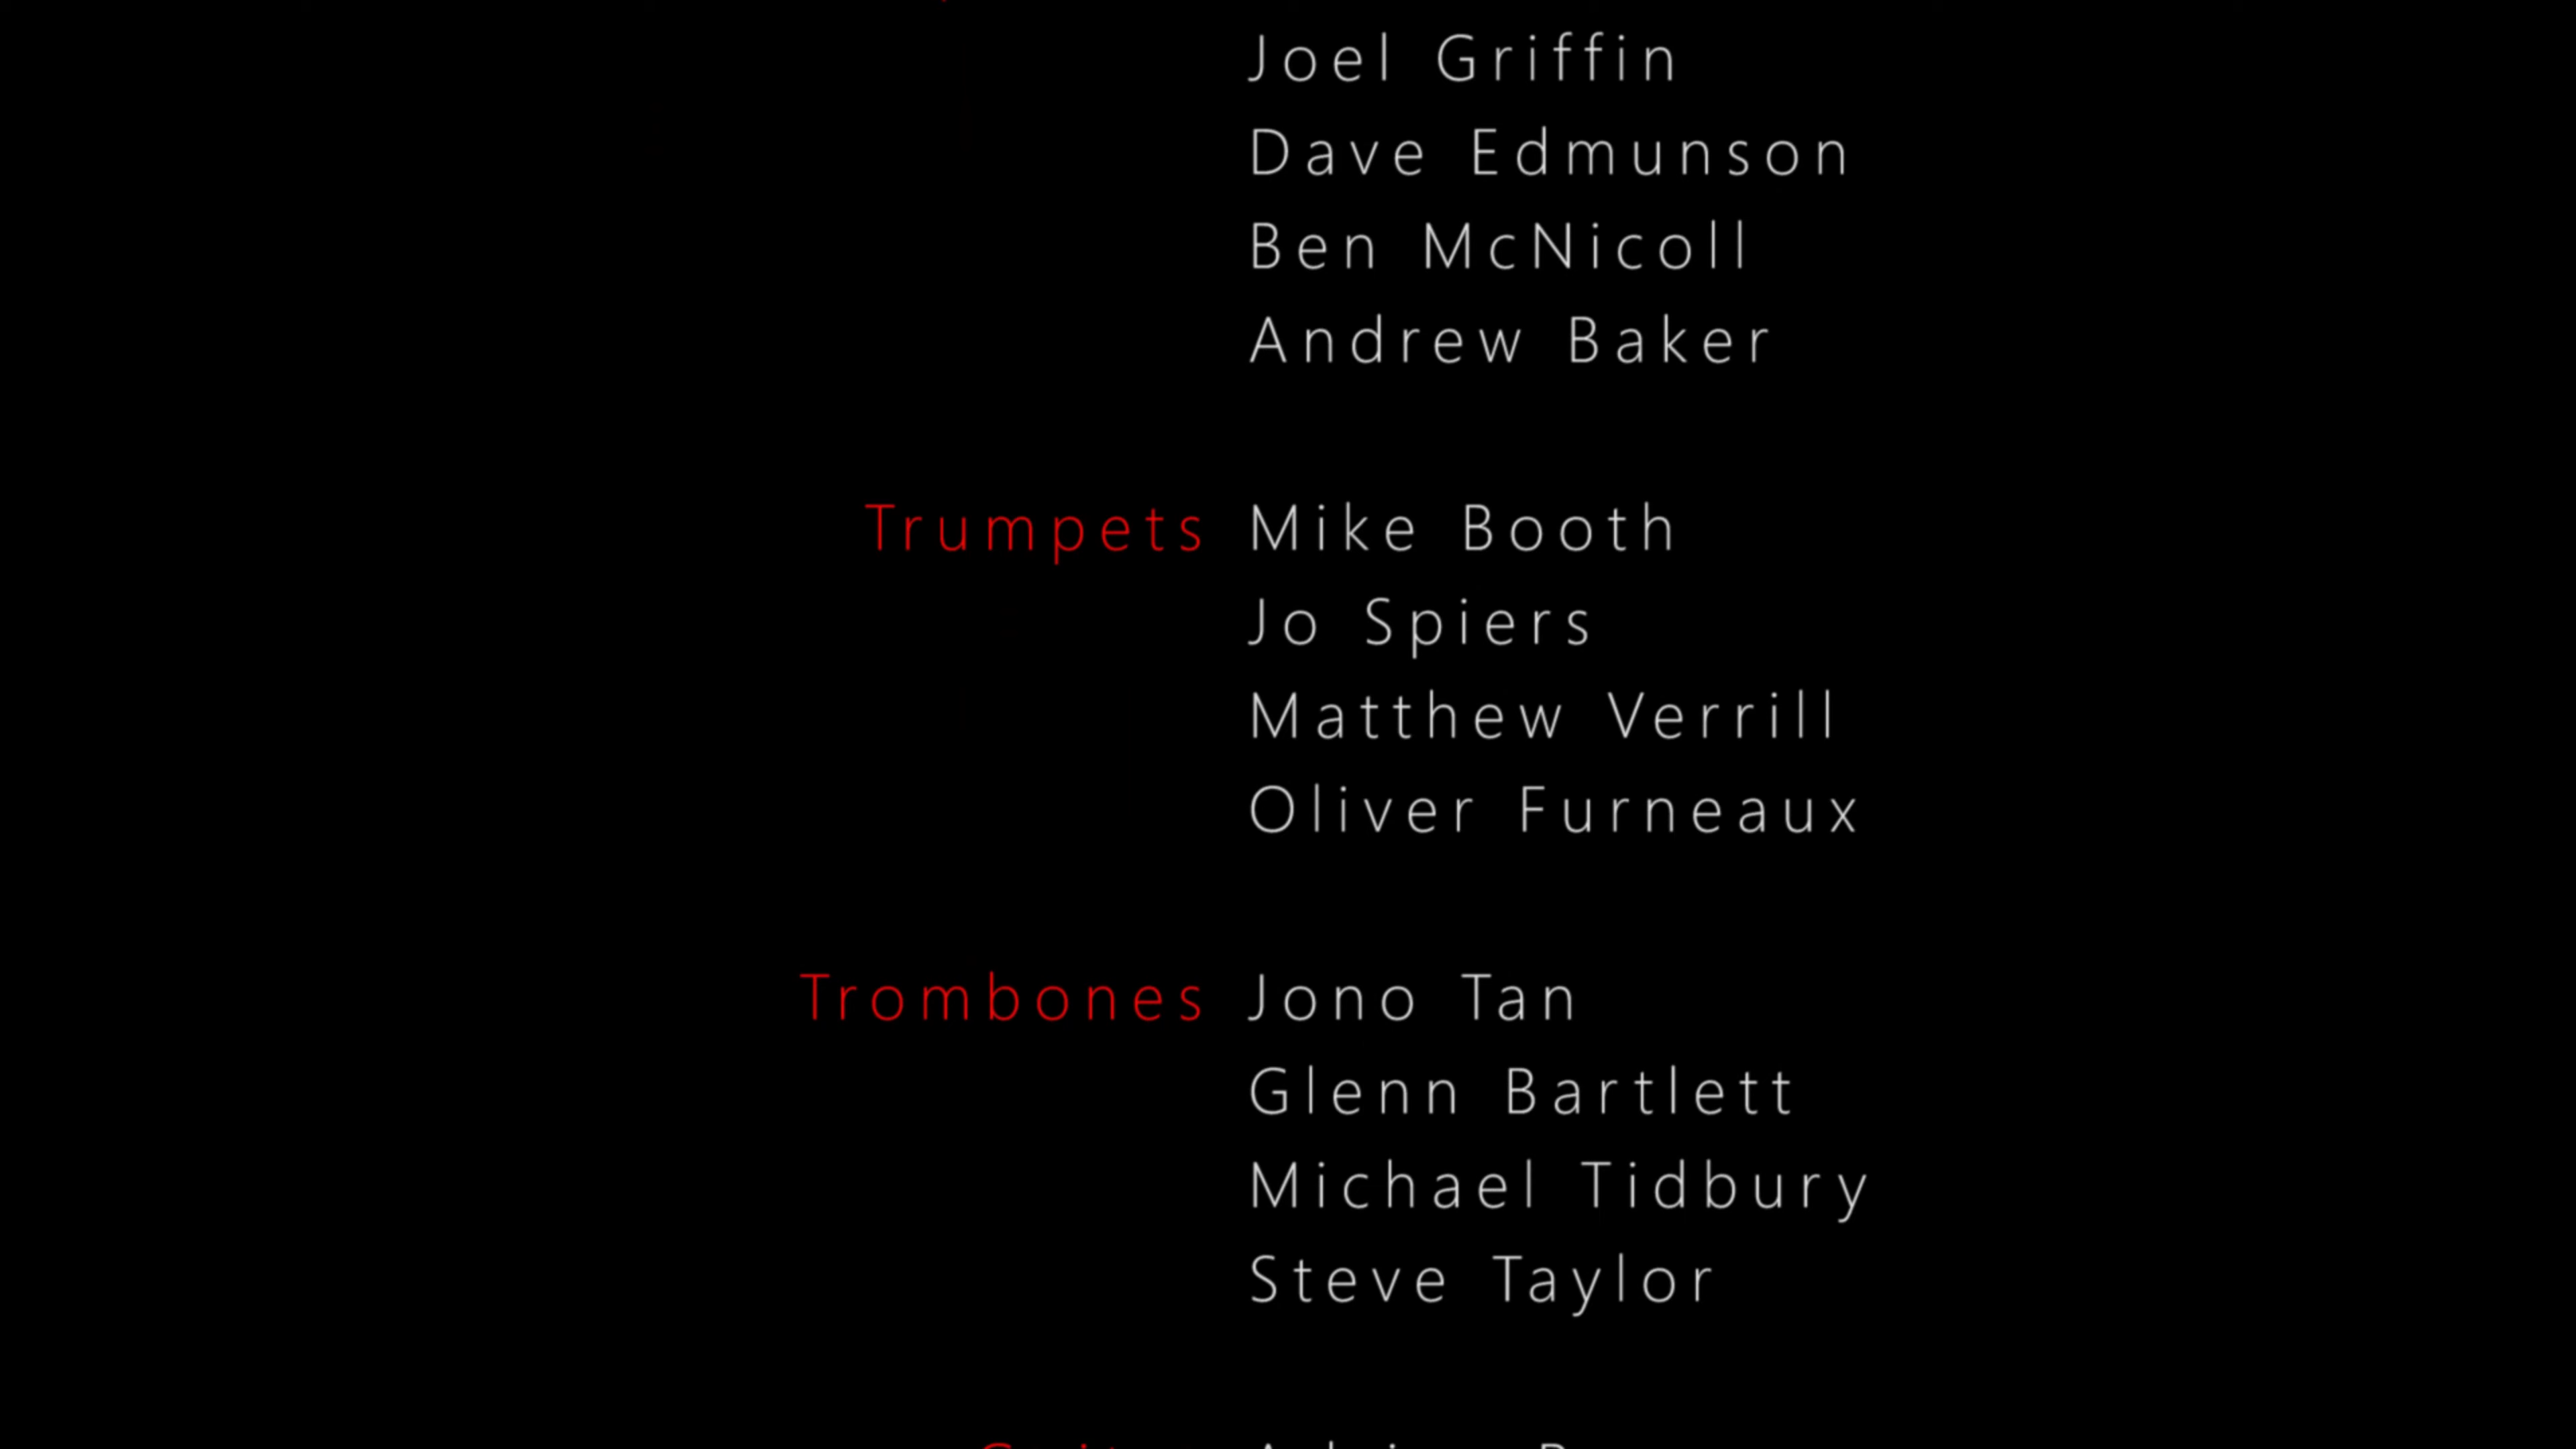 Joel Griffin
Dave Edmunson
Ben McNicoll
Andrew Baker
Trumpets Mike Booth
Jo Spiers
Matthew Verrill
Oliver Furneaux
Trombones Jono Tan
Glenn Bartlett
Michael Tidbury
Steve Taylor